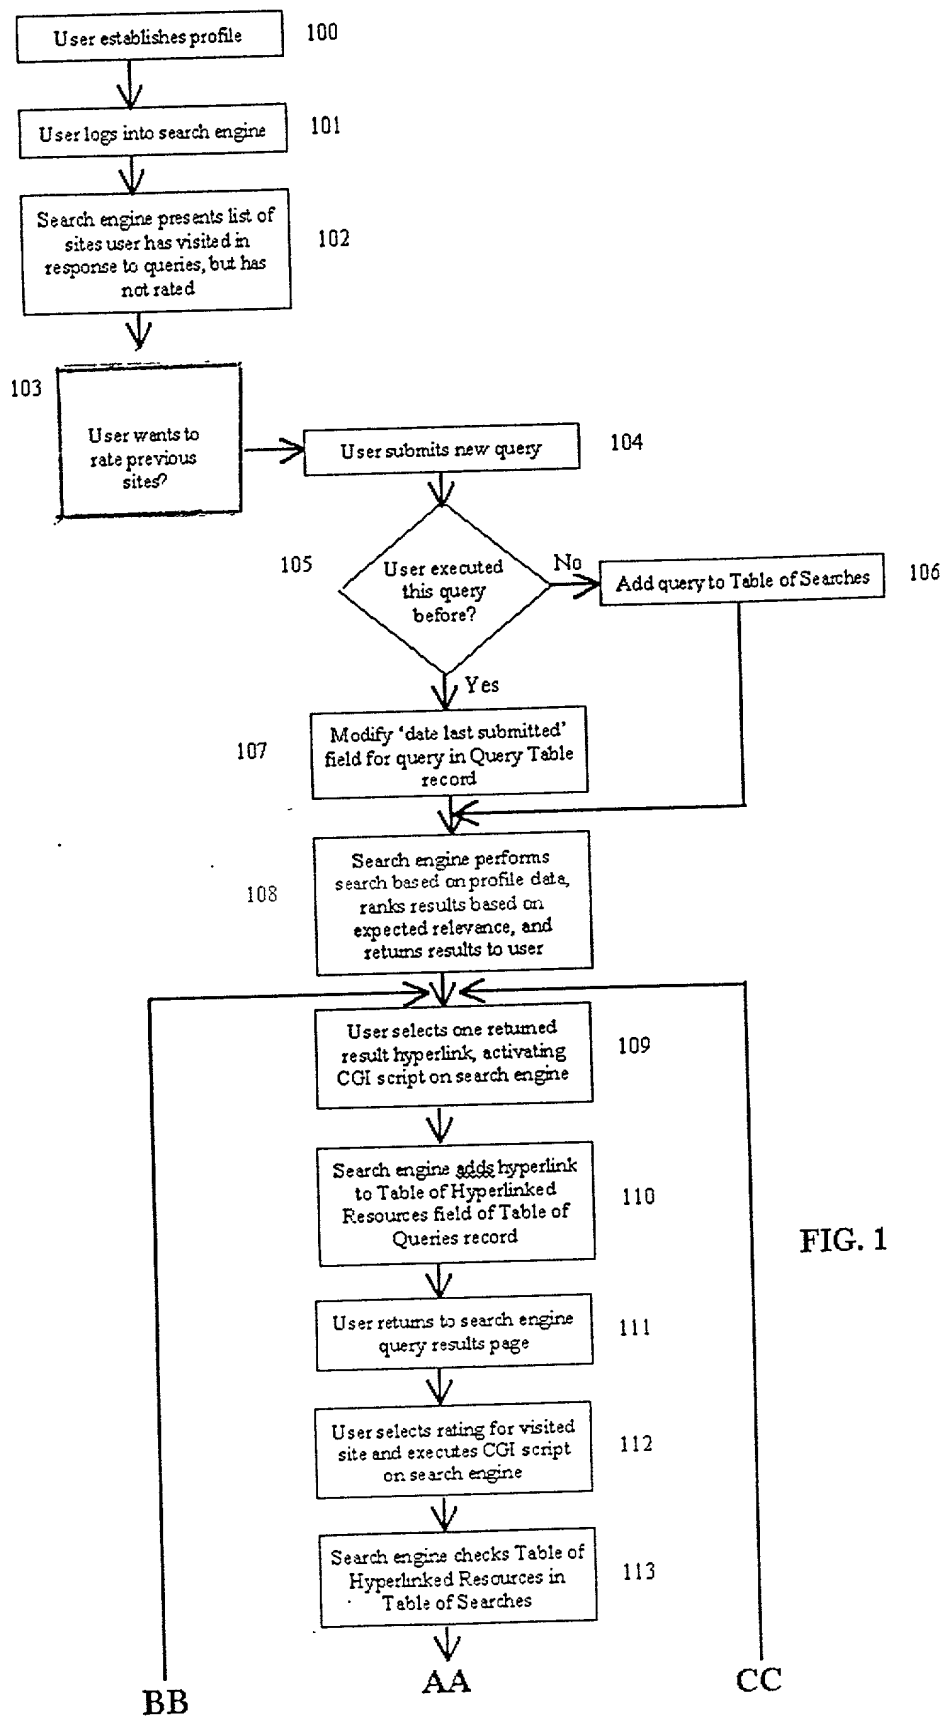 User establishes profile
100
User logs into search engine
101
Search engine presents list of
sites user has visited in
response to queries, but has
not rated
102
103
User wants to
rate previous
sites?
User submits new query
104
105
User executed
this query
before?
No
Add query to Table of Searches
106
Yes
107
Modify ‘date last submitted’
field for query in Query Table
record
108
Search engine performs
search based on profile data,
ranks results based on
expected relevance, and
returns results to user
User selects one returned
result hyperlink, activating
CGI script on search engine
109
Search engine adds hyperlink
to Table of Hyperlinked
Resources field of Table of
Queries record
110
FIG. 1
User returns to search engine
query results page
111
User selects rating for visited
site and executes CGI script
on search engine
112
Search engine checks Table of
Hyperlinked Resources in
Table of Searches
113
BB
AA
CC